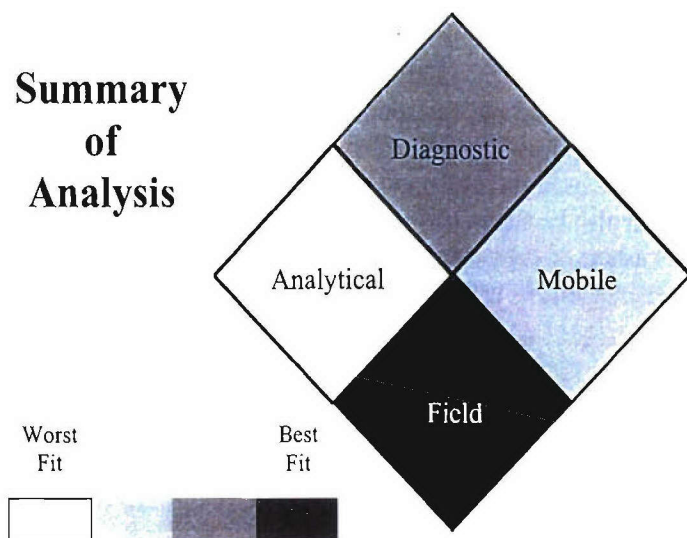 Summary
of
Analysis
Diagnostic
Analytical
Mobile
Field
Worst
Fit
Best
Fit